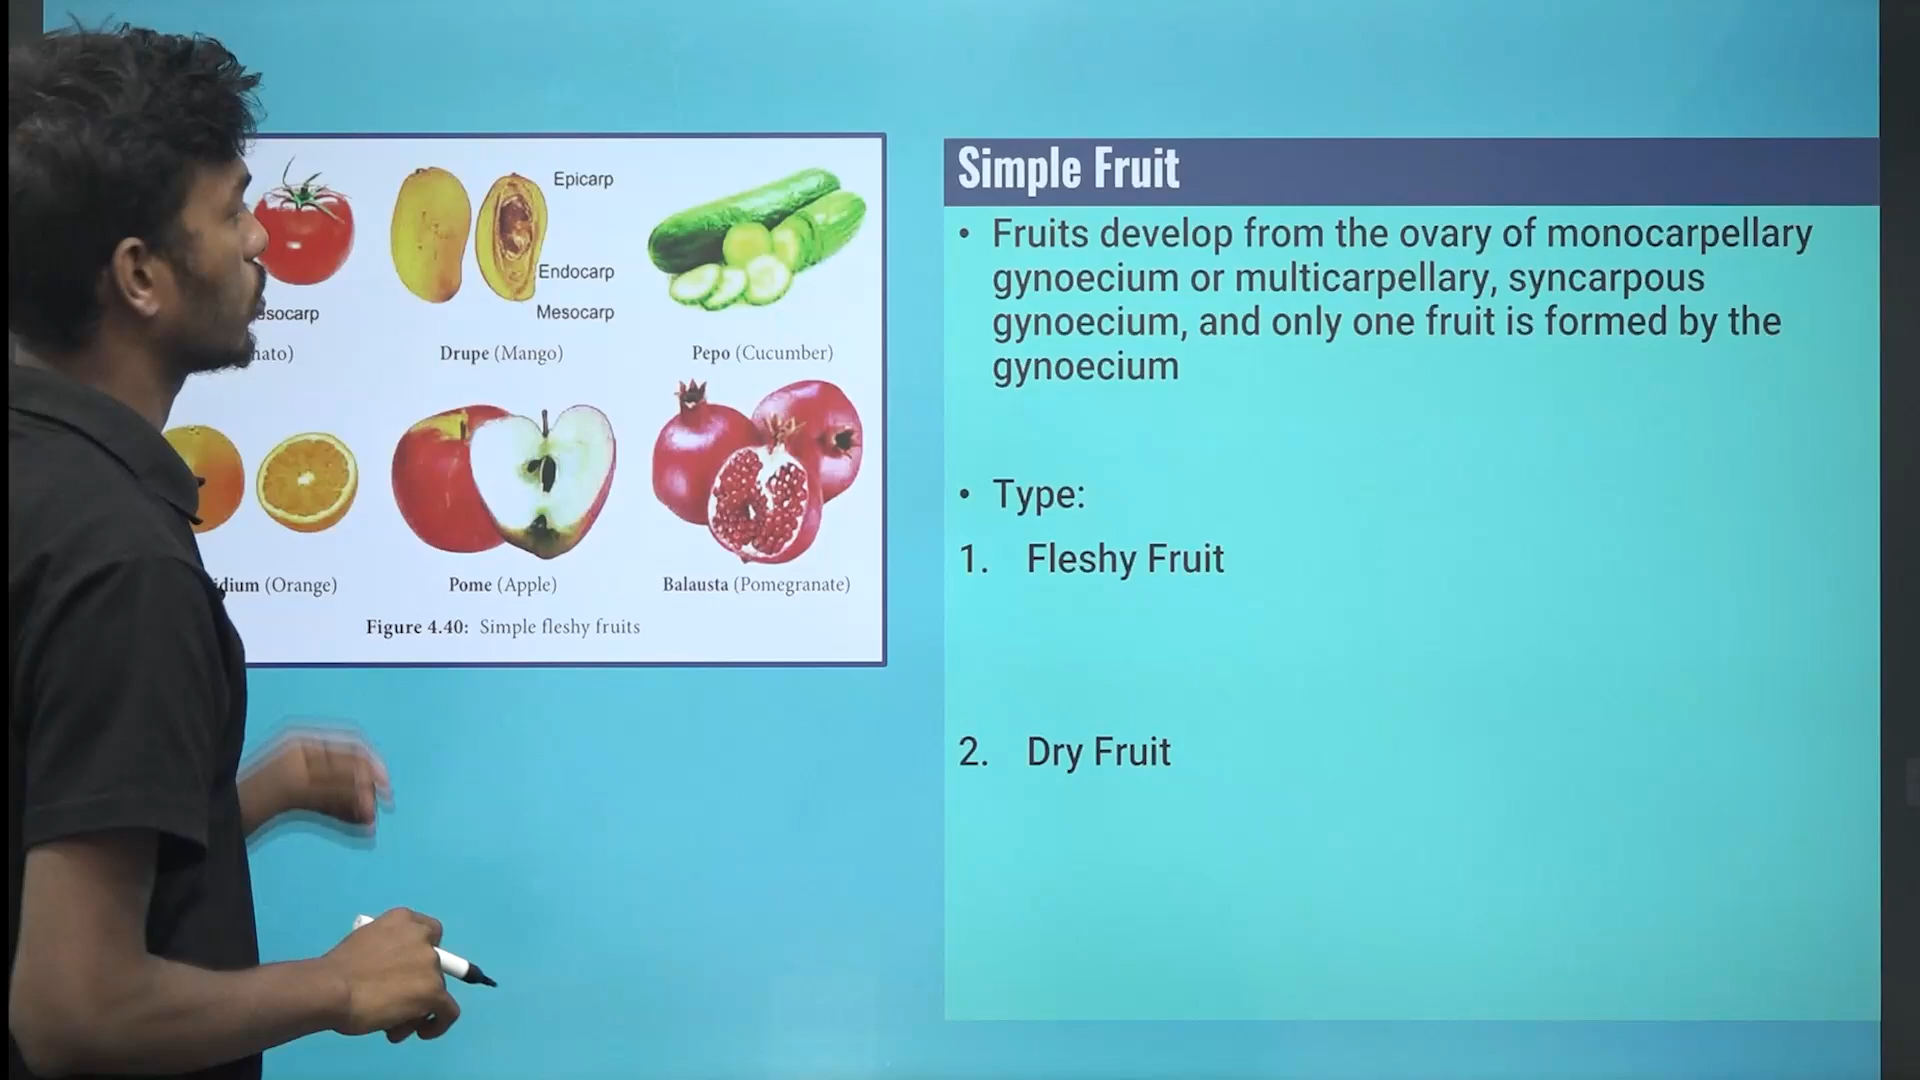 Epicarp
Endocarp
Mesocarp
Drupe (Mango)
Pepo (Cucumber)
(Orange)
Pome (Apple)
Balausta (Pomegranate)
Figure 4.40: Simple fleshy fruits
Simple Fruit
• Fruits develop from the ovary of monocarpellary
gynoecium or multicarpellary, syncarpous
gynoecium, and only one fruit is formed by the
gynoecium
• Type:
1. Fleshy Fruit
2. Dry Fruit